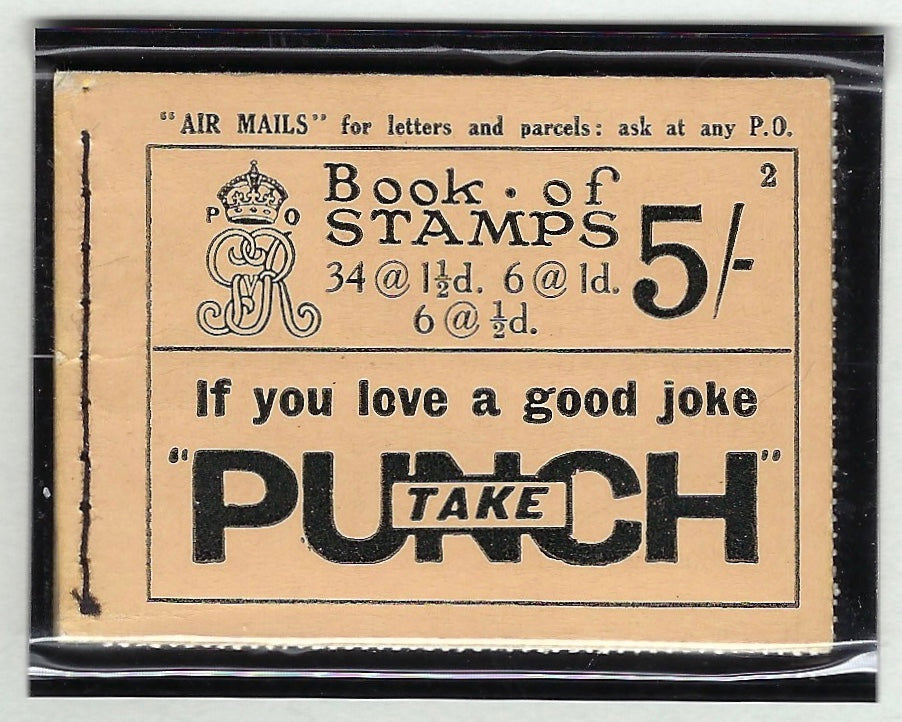 "AIR MAILS" for letters and parcels: ask at any P.O.
2
P O
Book · of
STAMPS
34 @ 1½d. 6 @ 1d.
6 @ ½d.
5/-
If you love a good joke
TAKE
"PUNCH"